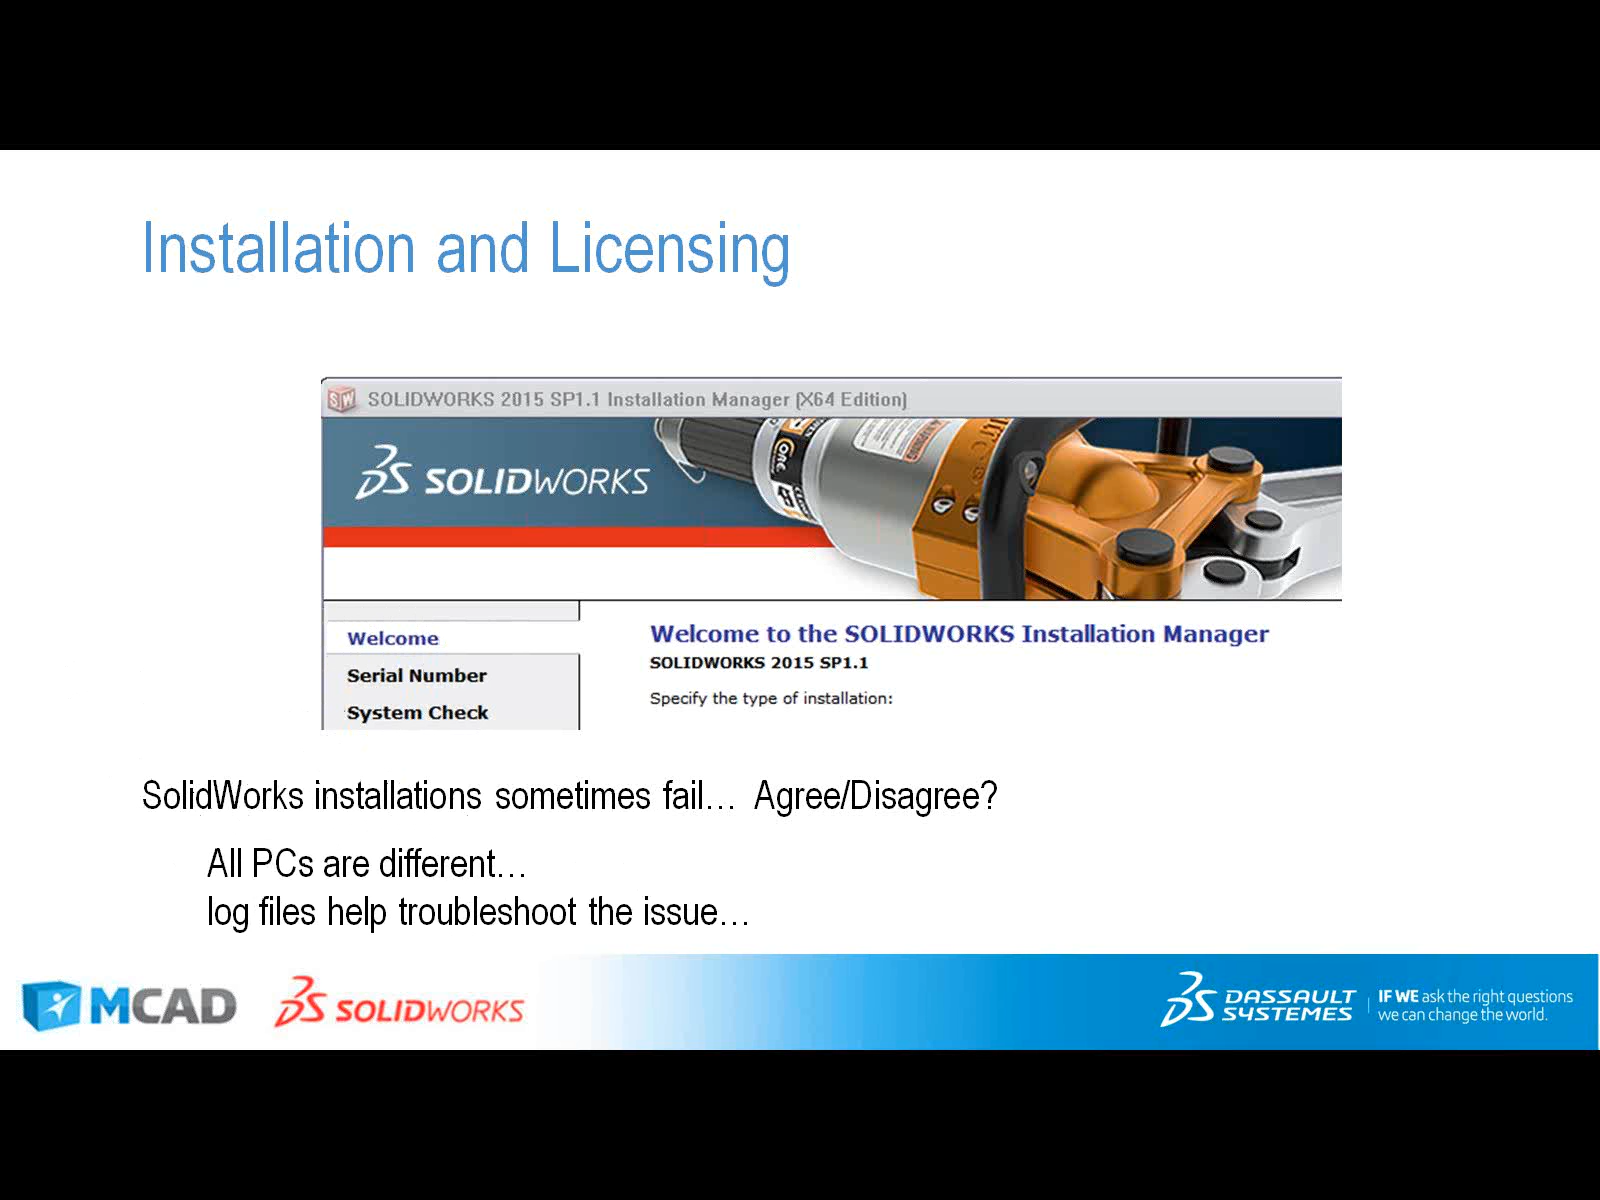 Installation and Licensing
SOLIDWORKS 2015 SP1.1 Installation Manager (X64 Edition)
SOLIDWORKS
CORE
Welcome
Serial Number
System Check
Welcome to the SOLIDWORKS Installation Manager
SOLIDWORKS 2015 SP1.1
Specify the type of installation:
SolidWorks installations sometimes fail… Agree/Disagree?
All PCs are different…
log files help troubleshoot the issue…
MCAD
SOLIDWORKS
DASSAULT
SYSTEMES
IF WE ask the right questions
we can change the world.